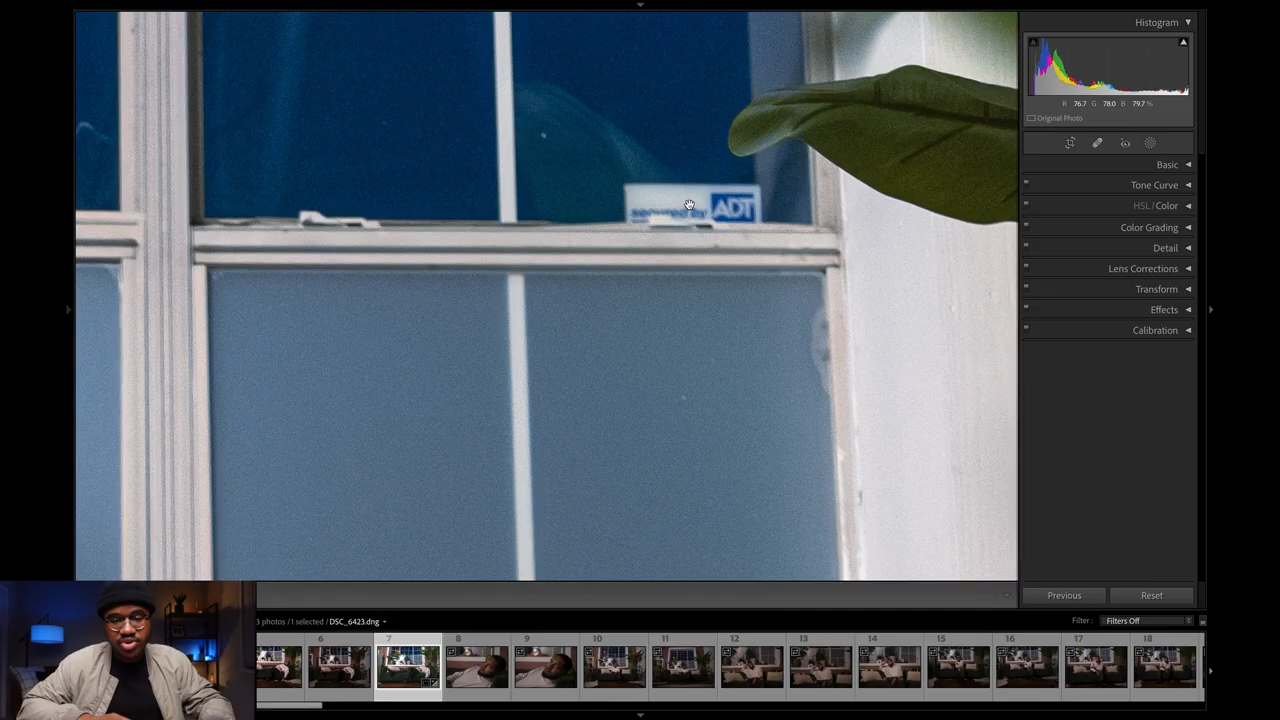 Histogram
R 76.7 G 78.0 B 79.7 %
Original Photo
Basic
Tone Curve
HSL / Color
Color Grading
secured by ADT
Detail
Lens Corrections
Transform
Effects
Calibration
Previous Reset
3 photos / 1 selected / DSC_6423.dng
Filter : Filters Off
6 7 8 9 10 11 12 13 14 15 16 17 18